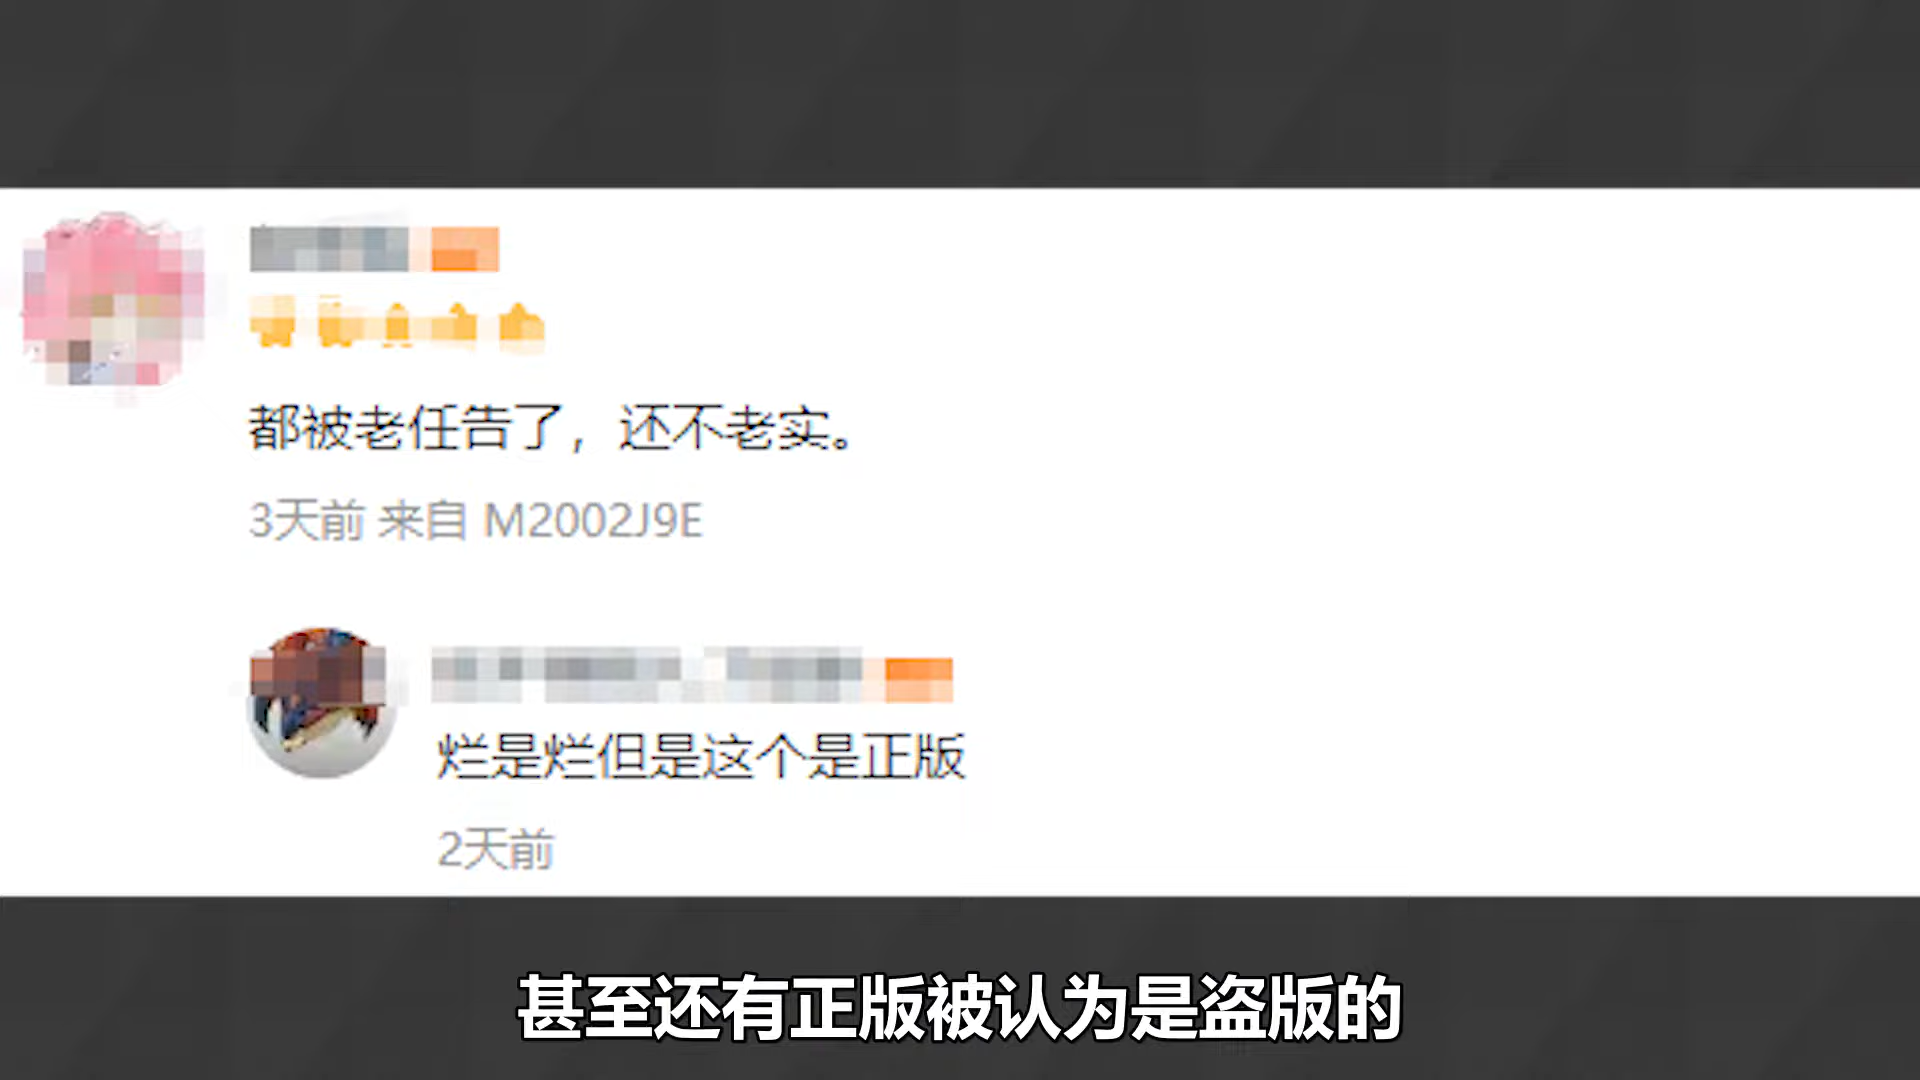 都被老任告了，还不老实。
3天前 来自 M2002J9E
烂是烂但是这个是正版
2天前
甚至还有正版被认为是盗版的